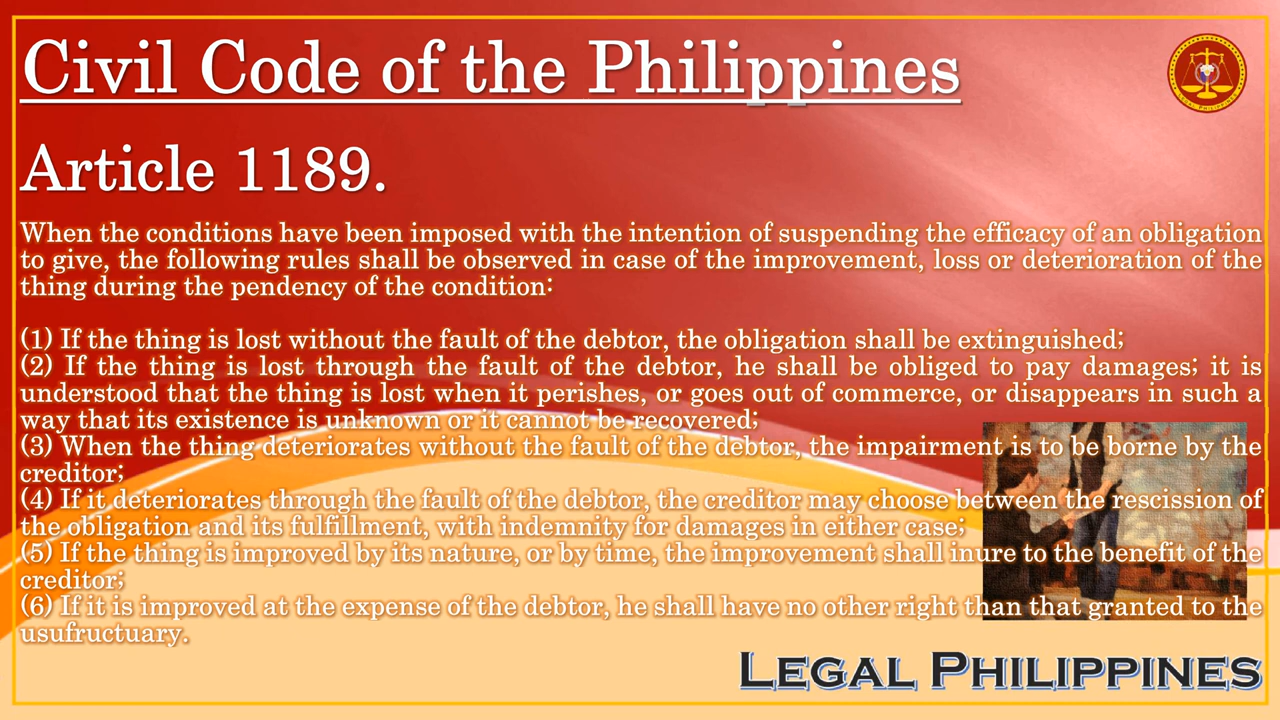 Civil Code of the Philippines
Article 1189.
When the conditions have been imposed with the intention of suspending the efficacy of an obligation
to give, the following rules shall be observed in case of the improvement, loss or deterioration of the
thing during the pendency of the condition:
(1) If the thing is lost without the fault of the debtor, the obligation shall be extinguished;
(2) If the thing is lost through the fault of the debtor, he shall be obliged to pay damages; it is
understood that the thing is lost when it perishes, or goes out of commerce, or disappears in such a
way that its existence is unknown or it cannot be recovered;
(3) When the thing deteriorates without the fault of the debtor, the impairment is to be borne by the
creditor;
(4) If it deteriorates through the fault of the debtor, the creditor may choose between the rescission of
the obligation and its fulfillment, with indemnity for damages in either case;
(5) If the thing is improved by its nature, or by time, the improvement shall inure to the benefit of the
creditor;
(6) If it is improved at the expense of the debtor, he shall have no other right than that granted to the
usufructuary.
LEGAL PHILIPPINES
LEGAL PHILIPPINES